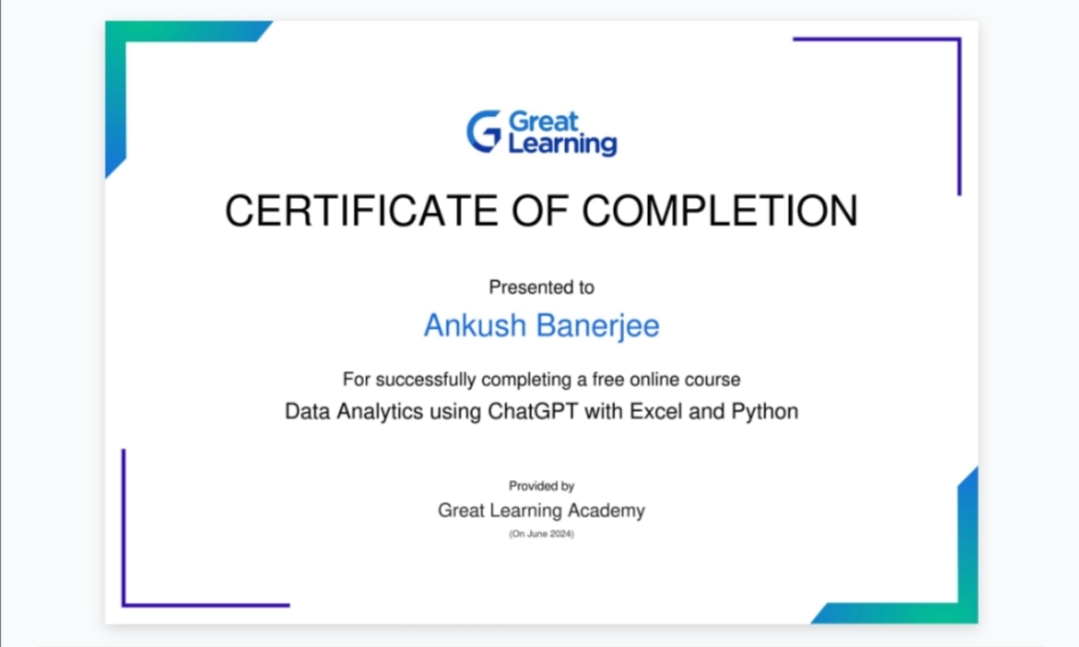 Great
Learning
CERTIFICATE OF COMPLETION
Presented to
Ankush Banerjee
For successfully completing a free online course
Data Analytics using ChatGPT with Excel and Python
Provided by
Great Learning Academy
(On June 2024)